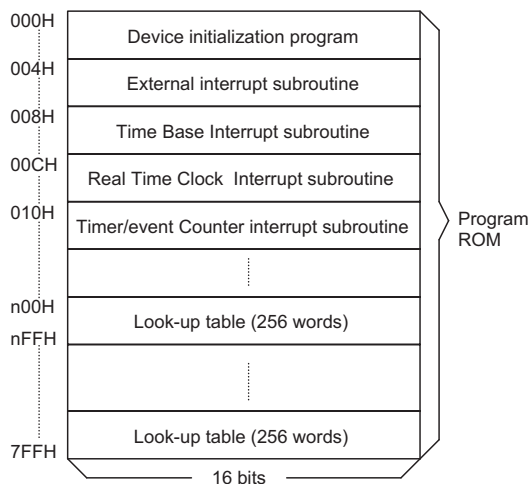 000H
Device initialization program
004H
External interrupt subroutine
008H
Time Base Interrupt subroutine
00CH
Real Time Clock Interrupt subroutine
010H
Timer/event Counter interrupt subroutine
Program
ROM
n00H
Look-up table (256 words)
nFFH
Look-up table (256 words)
7FFH
16 bits